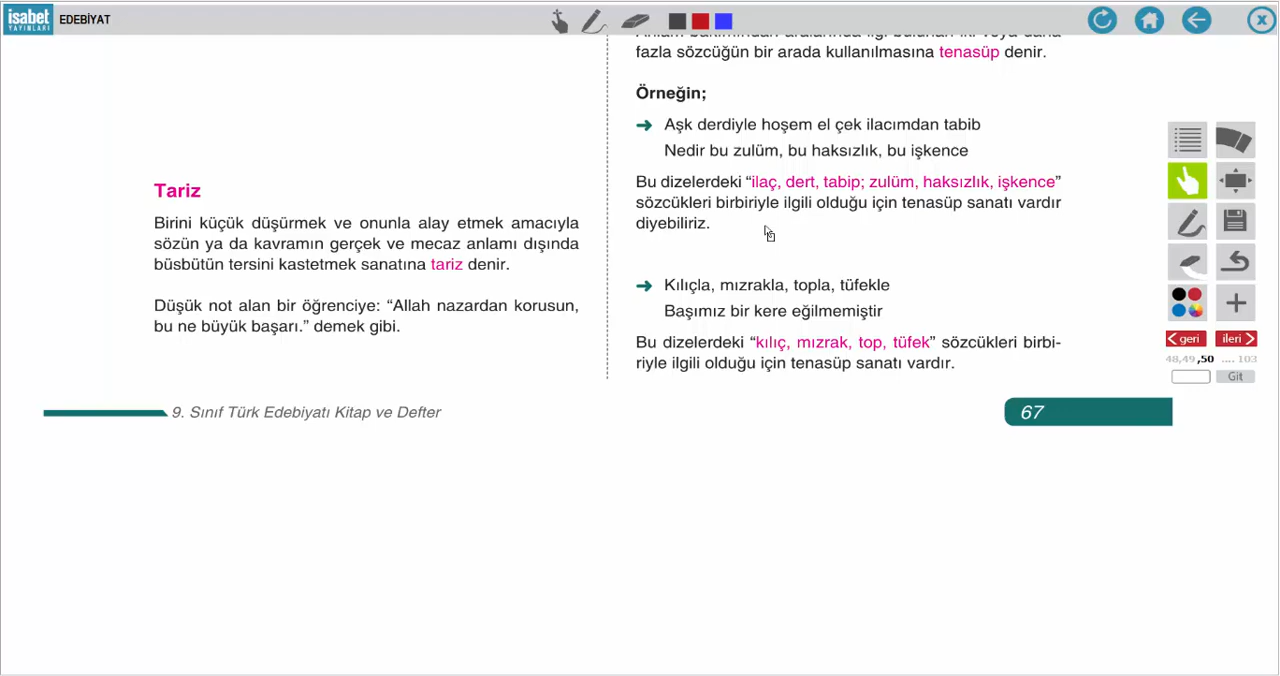 isabet
YAYINLARI
EDEBİYAT
Tariz
Birini küçük düşürmek ve onunla alay etmek amacıyla
sözün ya da kavramın gerçek ve mecaz anlamı dışında
büsbütün tersini kastetmek sanatına tariz denir.
Düşük not alan bir öğrenciye: “Allah nazardan korusun,
bu ne büyük başarı.” demek gibi.
fazla sözcüğün bir arada kullanılmasına tenasüp denir.
Örneğin;
Aşk derdiyle hoşem el çek ilacımdan tabib
Nedir bu zulüm, bu haksızlık, bu işkence
Bu dizelerdeki “ilaç, dert, tabip; zulüm, haksızlık, işkence”
sözcükleri birbiriyle ilgili olduğu için tenasüp sanatı vardır
diyebiliriz.
Kılıçla, mızrakla, topla, tüfekle
Başımız bir kere eğilmemiştir
Bu dizelerdeki “kılıç, mızrak, top, tüfek” sözcükleri birbi-
riyle ilgili olduğu için tenasüp sanatı vardır.
9. Sınıf Türk Edebiyatı Kitap ve Defter
67
geri
ileri
48,49,50 .... 103
Git